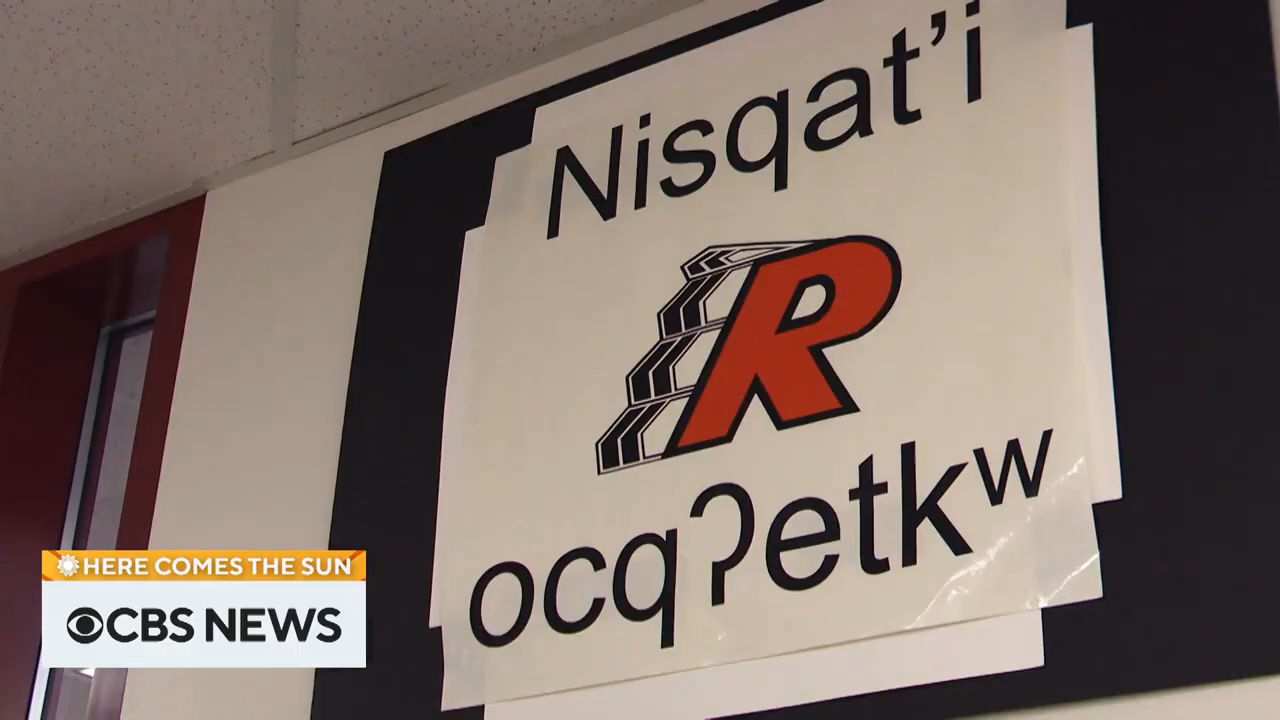 Nisqat’i
R
ocqʔetkʷ
HERE COMES THE SUN
CBS NEWS